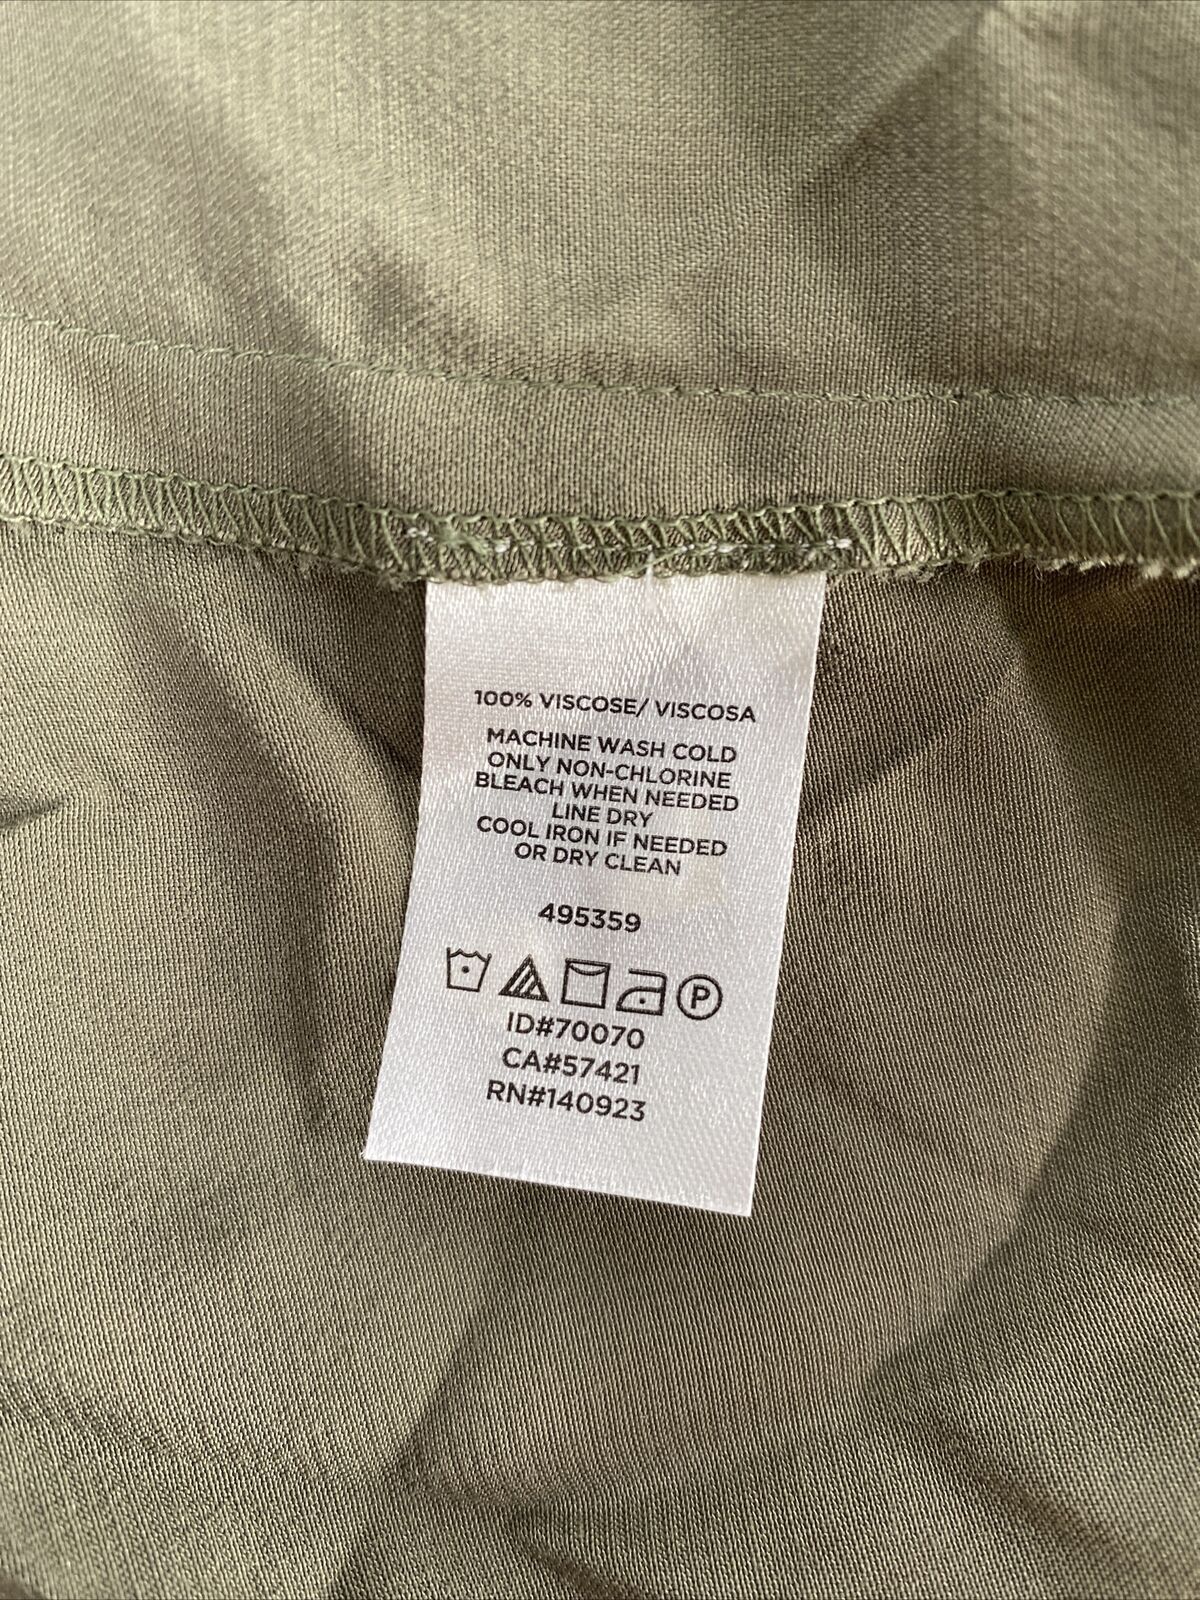 100% VISCOSE/ VISCOSA
MACHINE WASH COLD
ONLY NON-CHLORINE
BLEACH WHEN NEEDED
LINE DRY
COOL IRON IF NEEDED
OR DRY CLEAN
495359
P
ID#70070
CA#57421
RN#140923